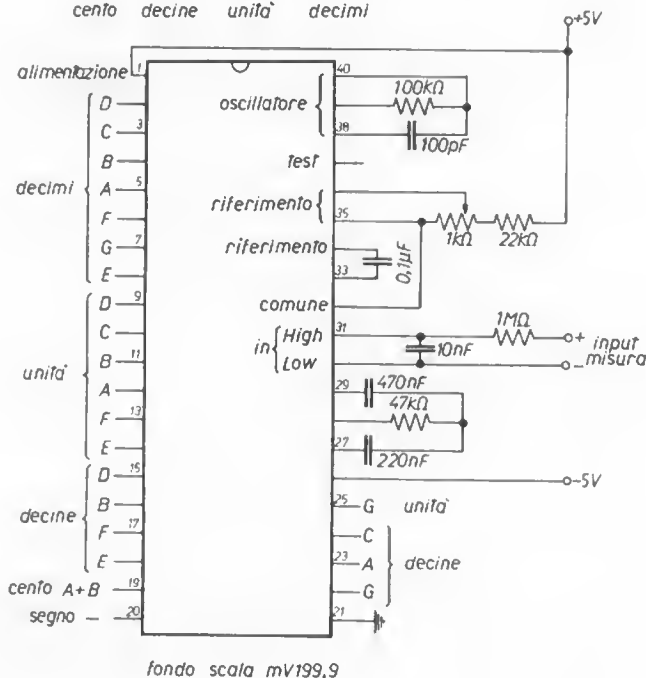 cento decine unità decimi
+5V
alimentazione 1
40
D
oscillatore
100kΩ
C 3
38
100pF
B
test
decimi
A 5
riferimento
35
1kΩ
22kΩ
F
G 7
riferimento
0,1µF
E
33
D 9
comune
C
31
1MΩ
in
High
+
input
B 11
10nF
Low
-
misura
unità
A
29
470nF
F 13
47kΩ
E
27
220nF
D 15
-5V
B
25
G
unità
decine
F 17
C
E
23
A
decine
cento A+B 19
G
segno - 20
21
fondo scala mV199,9